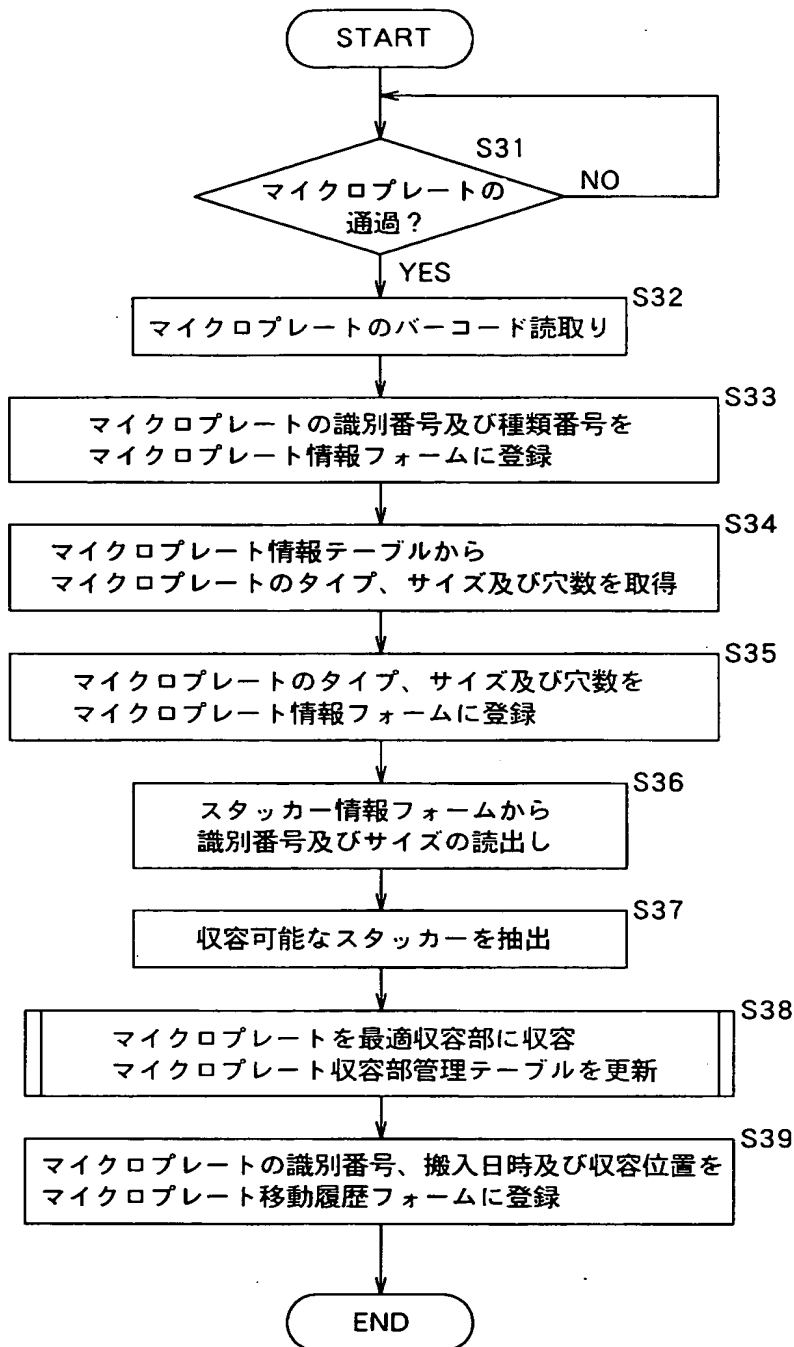 START
S31
マイクロプレートの
通過？
NO
YES
S32
マイクロプレートのバーコード読取り
S33
マイクロプレートの識別番号及び種類番号を
マイクロプレート情報フォームに登録
S34
マイクロプレート情報テーブルから
マイクロプレートのタイプ、サイズ及び穴数を取得
S35
マイクロプレートのタイプ、サイズ及び穴数を
マイクロプレート情報フォームに登録
S36
スタッカー情報フォームから
識別番号及びサイズの読出し
S37
収容可能なスタッカーを抽出
S38
マイクロプレートを最適収容部に収容
マイクロプレート収容部管理テーブルを更新
S39
マイクロプレートの識別番号、搬入日時及び収容位置を
マイクロプレート移動履歴フォームに登録
END